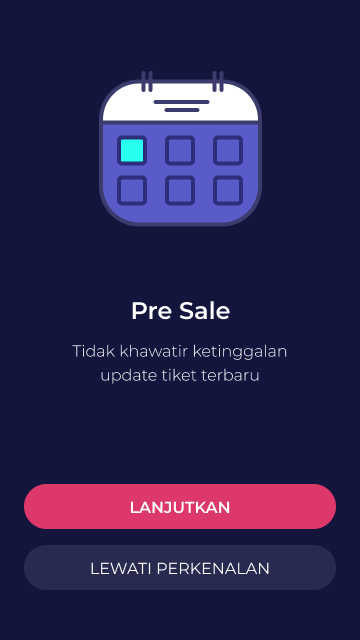 Pre Sale
Tidak khawatir ketinggalan
update tiket terbaru
LANJUTKAN
LEWATI PERKENALAN